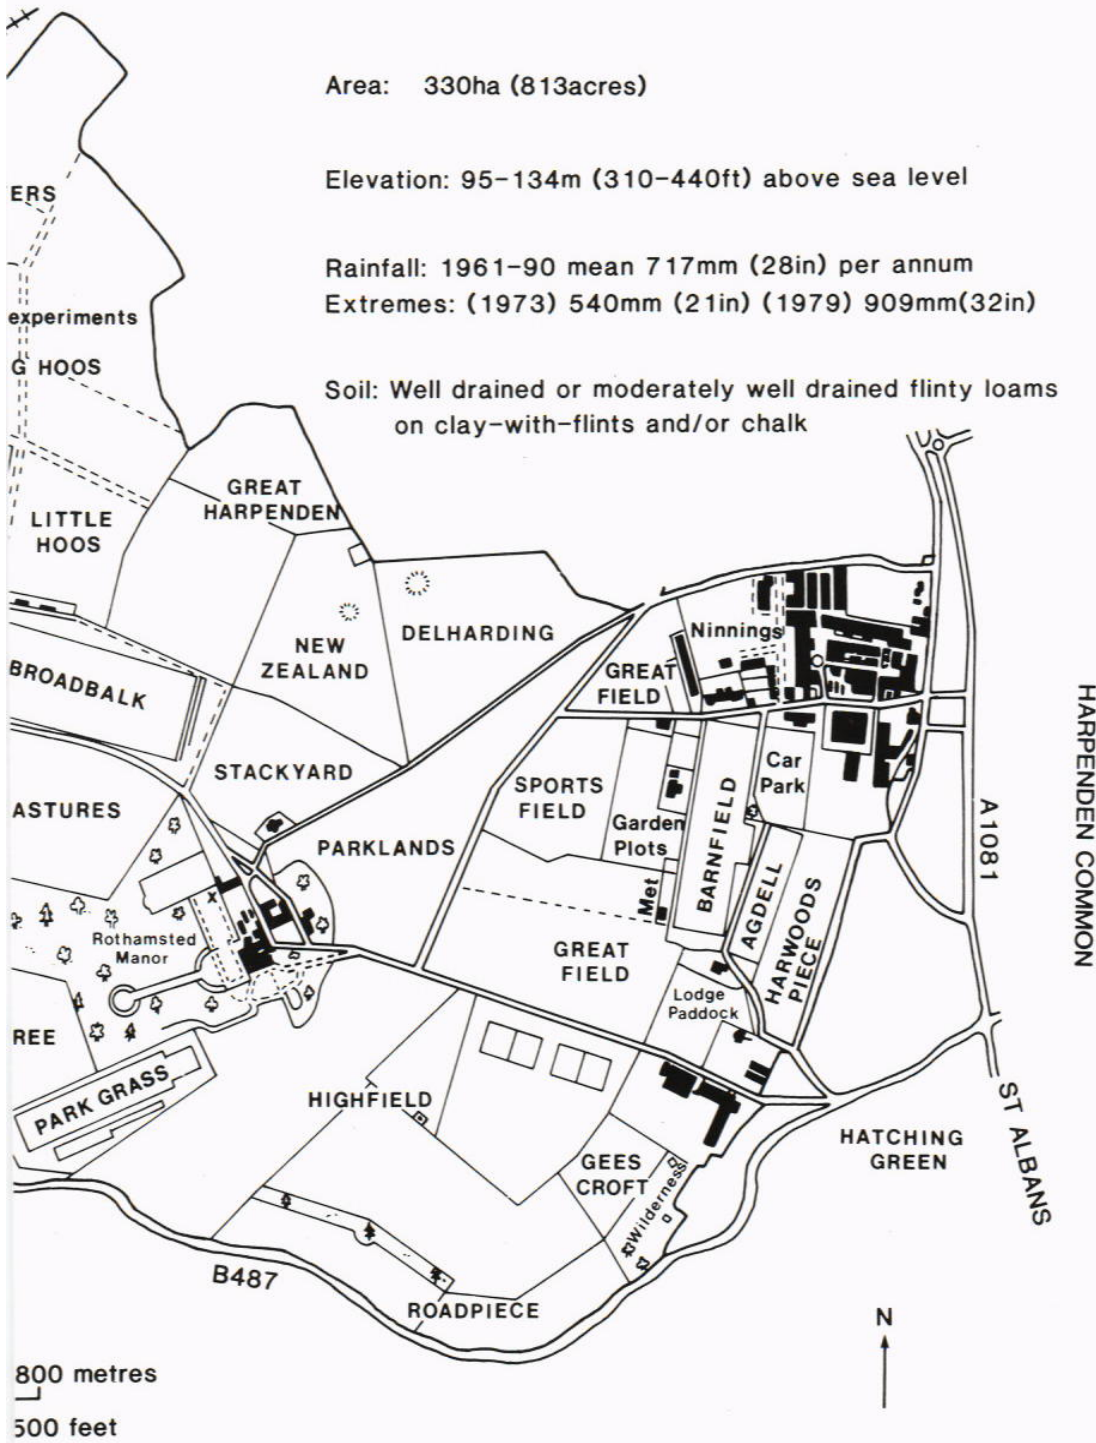 Area: 330ha (813acres)
Elevation: 95-134m (310-440ft) above sea level
Rainfall: 1961-90 mean 717mm (28in) per annum
Extremes: (1973) 540mm (21in) (1979) 909mm(32in)
Soil: Well drained or moderately well drained flinty loams
on clay-with-flints and/or chalk
ERS
experiments
G HOOS
GREAT
HARPENDEN
LITTLE
HOOS
NEW
ZEALAND
DELHARDING
Ninnings
GREAT
FIELD
BROADBALK
STACKYARD
SPORTS
FIELD
Car
Park
HARPENDEN COMMON
ASTURES
PARKLANDS
Garden
Plots
BARNFIELD
A1081
Met
AGDELL
HARWOODS
PIECE
X
Rothamsted
Manor
GREAT
FIELD
Lodge
Paddock
REE
PARK GRASS
HIGHFIELD
HATCHING
GREEN
ST ALBANS
GEES
CROFT
Wilderness
B487
ROADPIECE
N
800 metres
500 feet